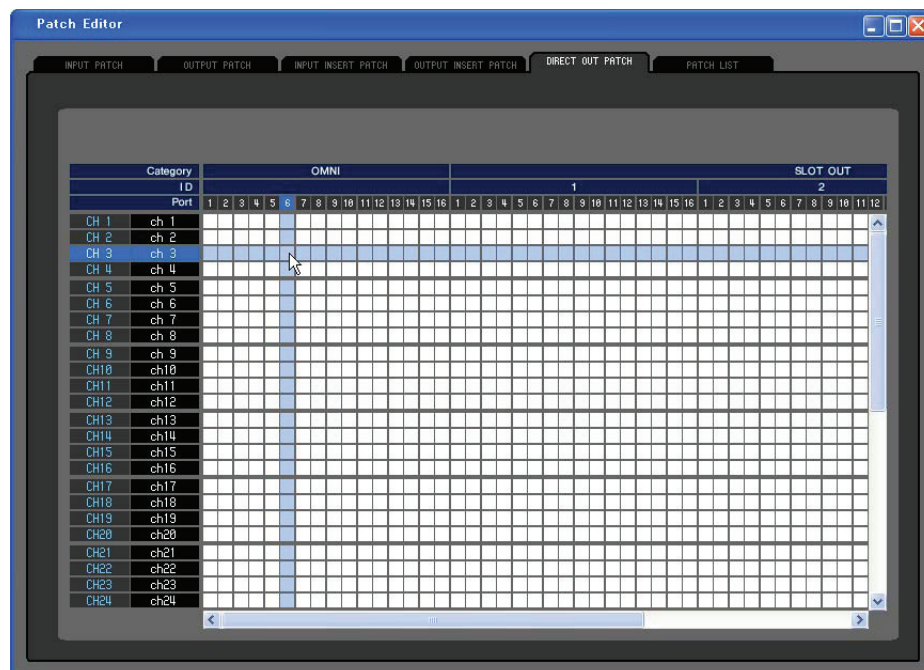 Patch Editor
INPUT PATCH OUTPUT PATCH INPUT INSERT PATCH OUTPUT INSERT PATCH DIRECT OUT PATCH PATCH LIST
Category OMNI SLOT OUT
ID 1 2
Port 1 2 3 4 5 6 7 8 9 10 11 12 13 14 15 16 1 2 3 4 5 6 7 8 9 10 11 12 13 14 15 16 1 2 3 4 5 6 7 8 9 10 11 12
CH 1 ch 1
CH 2 ch 2
CH 3 ch 3
CH 4 ch 4
CH 5 ch 5
CH 6 ch 6
CH 7 ch 7
CH 8 ch 8
CH 9 ch 9
CH10 ch10
CH11 ch11
CH12 ch12
CH13 ch13
CH14 ch14
CH15 ch15
CH16 ch16
CH17 ch17
CH18 ch18
CH19 ch19
CH20 ch20
CH21 ch21
CH22 ch22
CH23 ch23
CH24 ch24